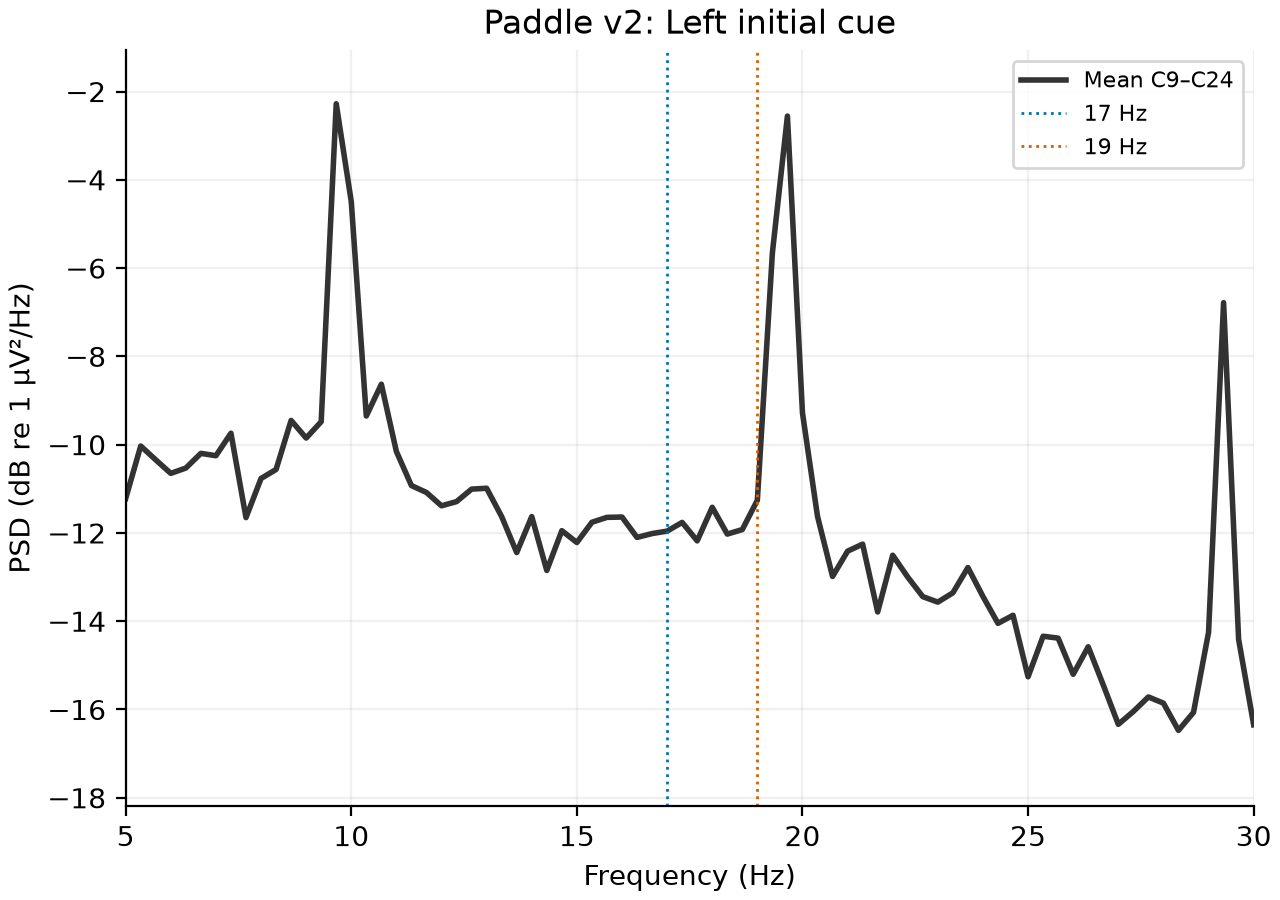 Paddle v2: Left initial cue
Mean C9–C24
17 Hz
19 Hz
PSD (dB re 1 µV²/Hz)
−2
−4
−6
−8
−10
−12
−14
−16
−18
5
10
15
20
25
30
Frequency (Hz)